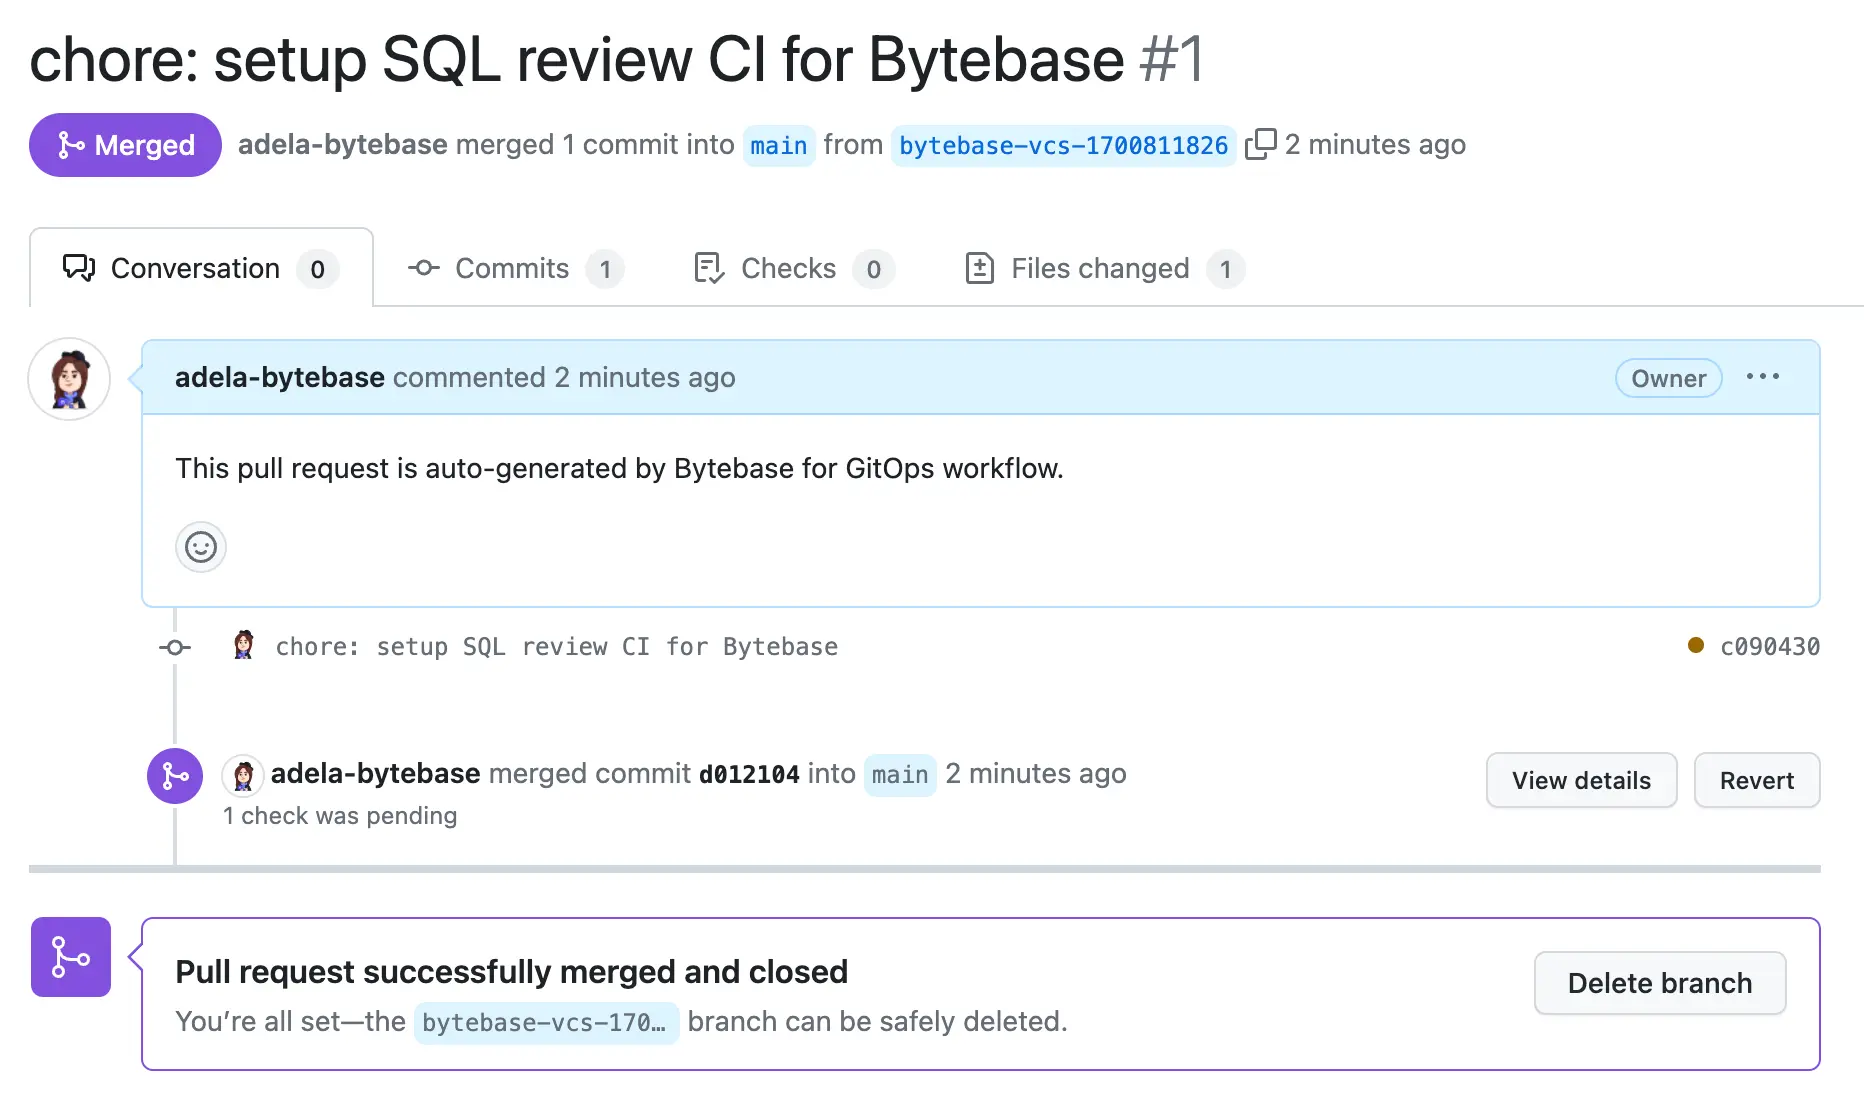 chore: setup SQL review CI for Bytebase #1
Merged adela-bytebase merged 1 commit into main from bytebase-vcs-1700811826 2 minutes ago
Conversation 0 Commits 1 Checks 0 Files changed 1
adela-bytebase commented 2 minutes ago Owner
This pull request is auto-generated by Bytebase for GitOps workflow.
chore: setup SQL review CI for Bytebase c090430
adela-bytebase merged commit d012104 into main 2 minutes ago View details Revert
1 check was pending
Pull request successfully merged and closed
You’re all set—the bytebase-vcs-170… branch can be safely deleted.
Delete branch